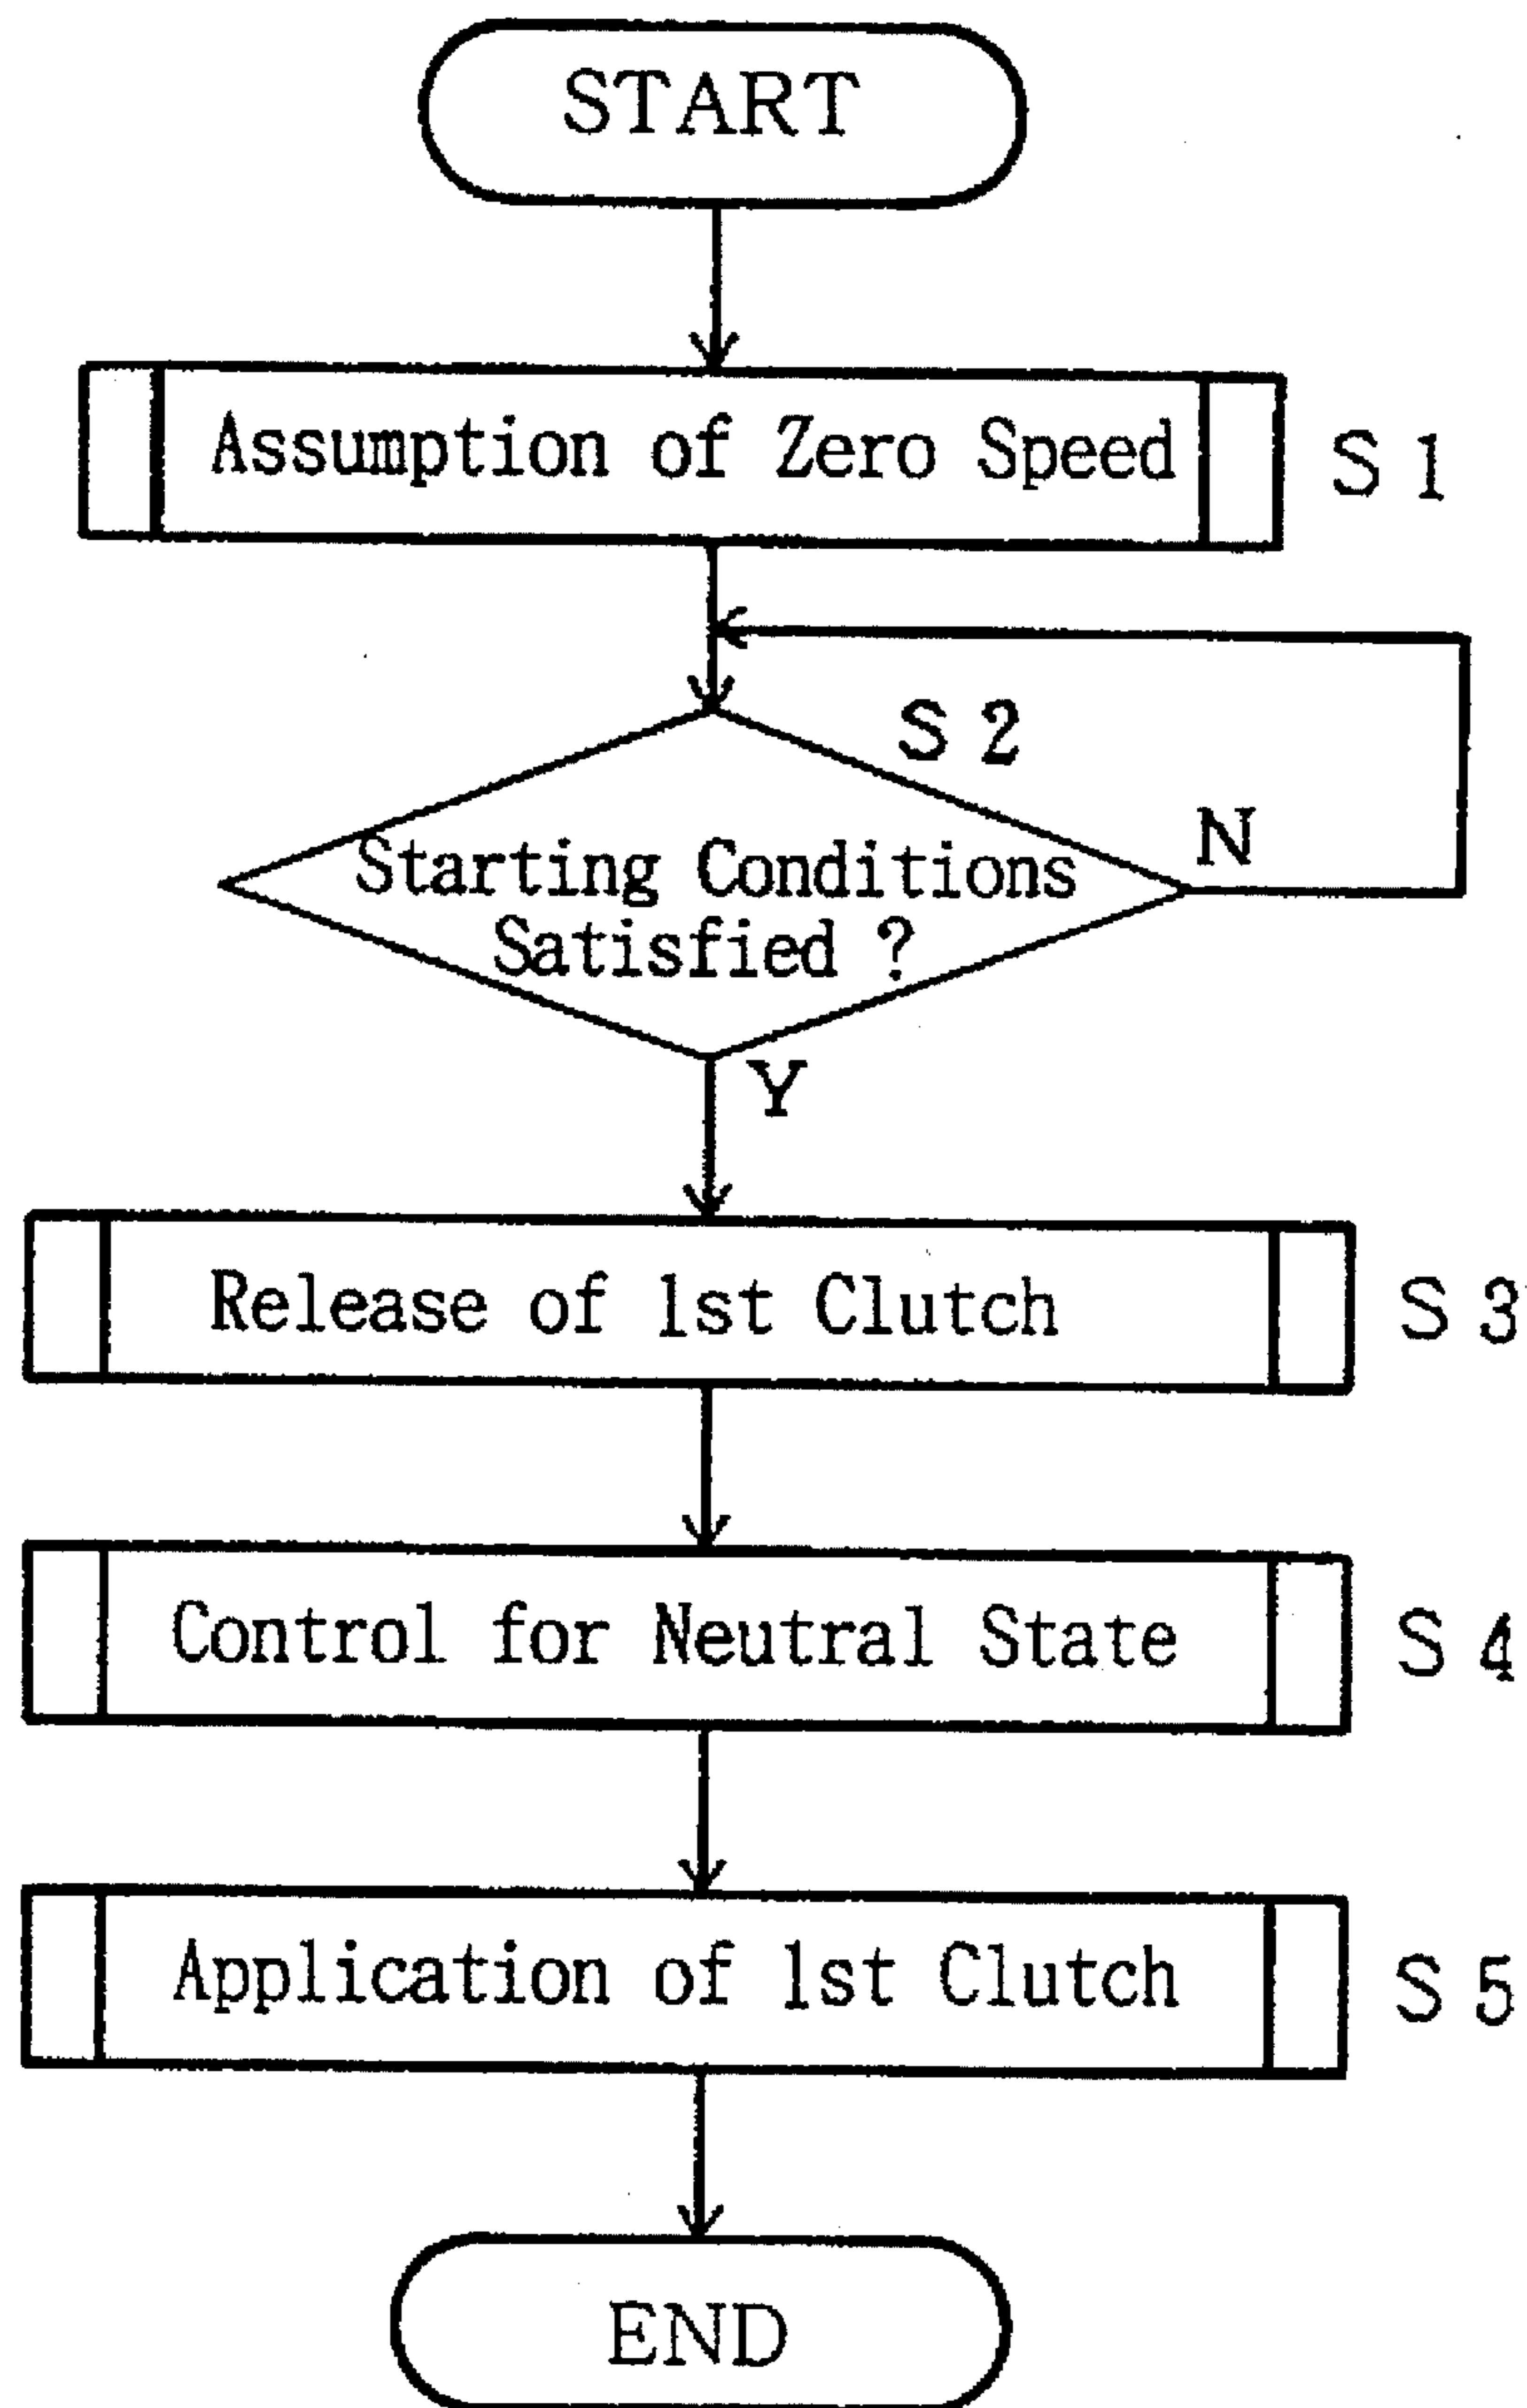 START
Assumption of Zero Speed
S 1
S 2
N
Starting Conditions
Satisfied ?
Y
Release of 1st Clutch
S 3
Control for Neutral State
S 4
Application of 1st Clutch
S 5
END